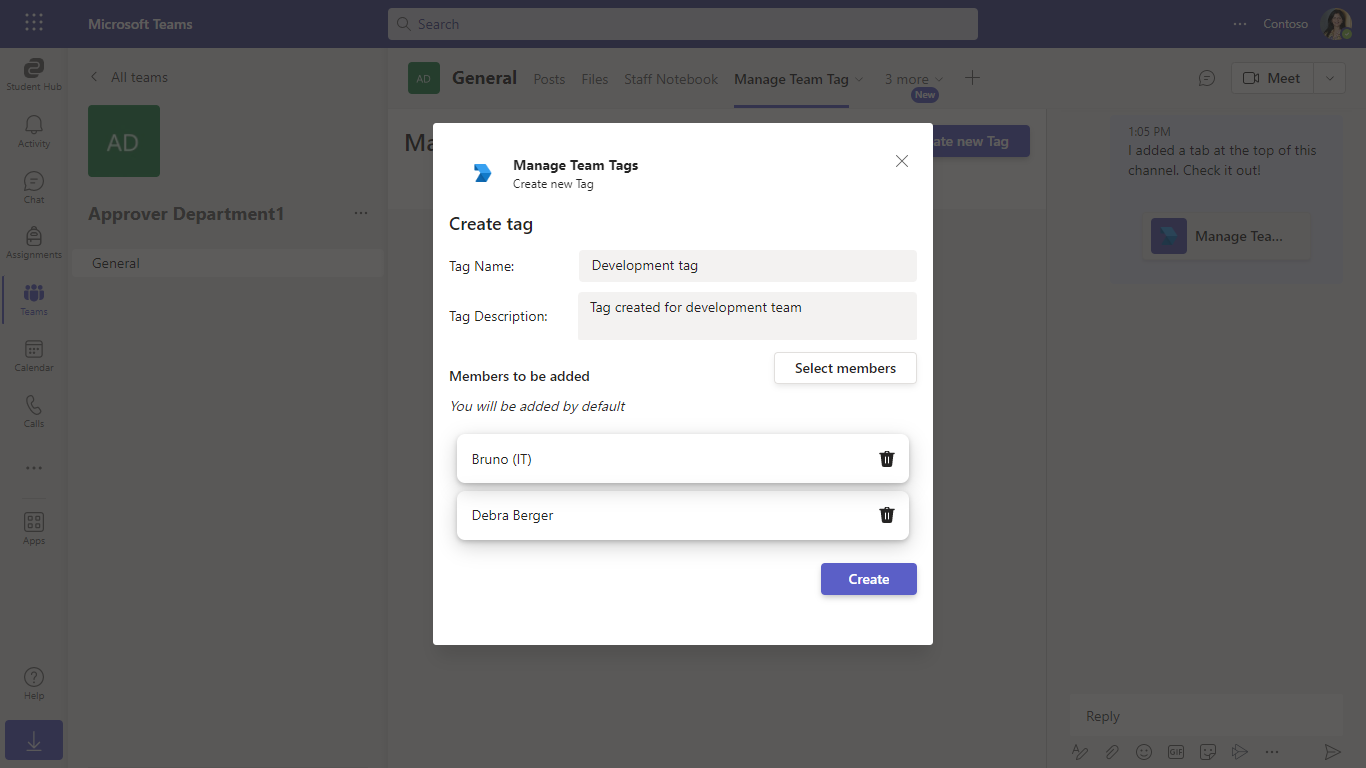 Microsoft Teams
Search
Contoso
Student Hub
Activity
Chat
Assignments
Teams
Calendar
Calls
Apps
Help
All teams
AD
Approver Department1
General
AD
General
Posts
Files
Staff Notebook
Manage Team Tag
3 more
New
Meet
Ma
ate new Tag
Manage Team Tags
Create new Tag
Create tag
Tag Name:
Development tag
Tag Description:
Tag created for development team
Members to be added
Select members
You will be added by default
Bruno (IT)
Debra Berger
Create
1:05 PM
I added a tab at the top of this
channel. Check it out!
Manage Tea...
Reply
GIF